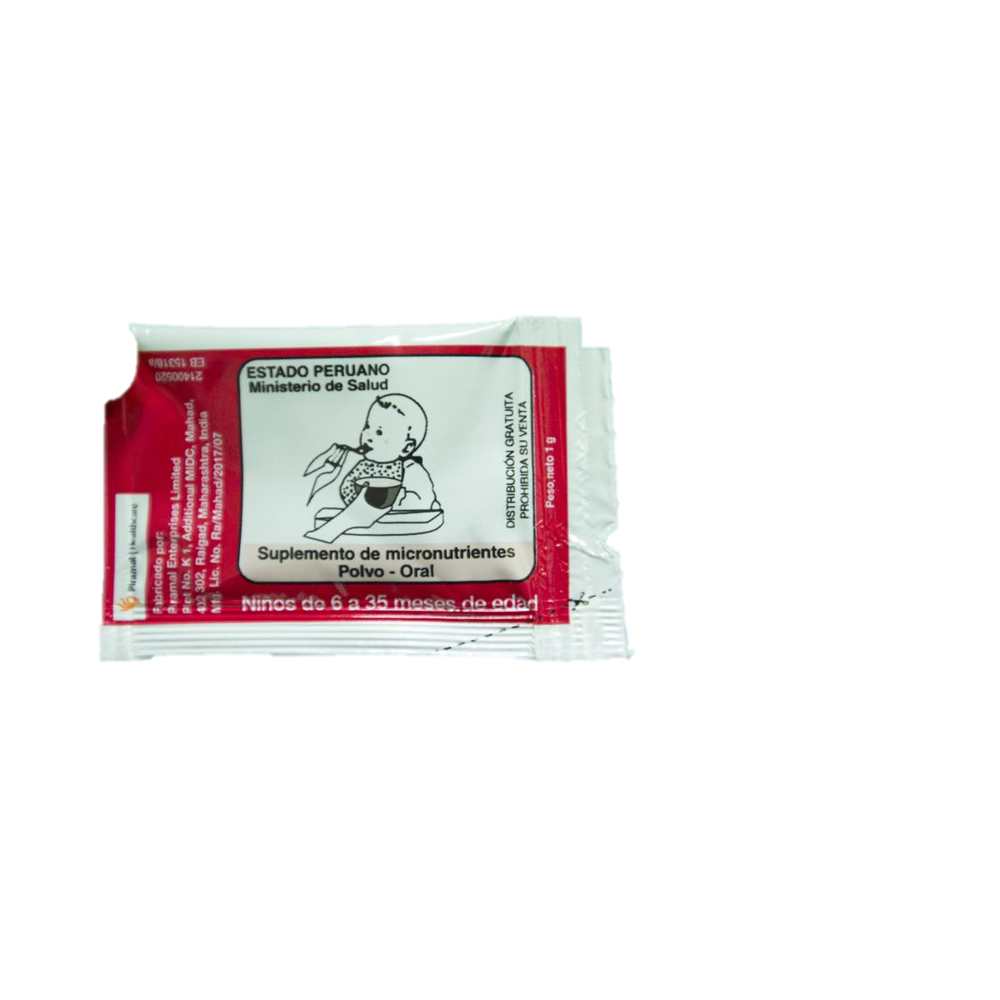 ESTADO PERUANO
Ministerio de Salud
DISTRIBUCIÓN GRATUITA
PROHIBIDA SU VENTA
Suplemento de micronutrientes
Polvo - Oral
Niños de 6 a 35 meses de edad
Peso neto 1 g
Piramal | Healthcare
Fabricado por:
Piramal Enterprises Limited
Plot No. K 1, Additional MIDC, Mahad,
402 302, Raigad, Maharashtra, India
Mfg. Lic. No. Ra/Mahad/2017/07
21400520
EB 15318/a